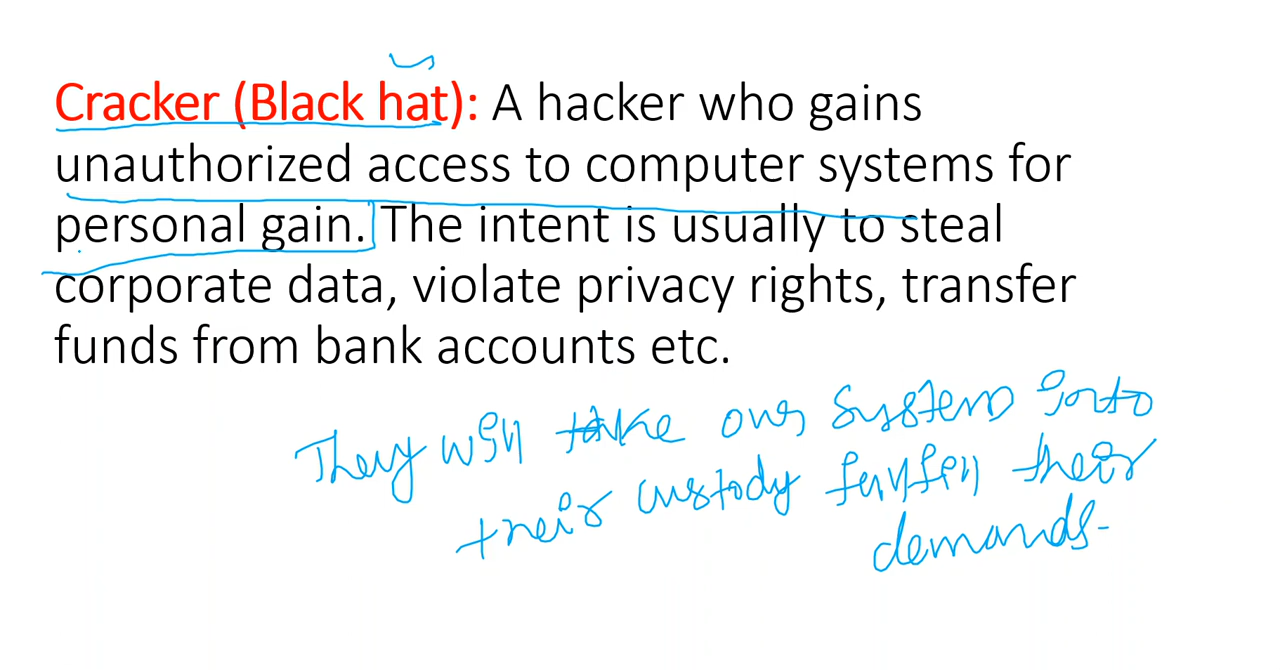 Cracker (Black hat): A hacker who gains
unauthorized access to computer systems for
personal gain. The intent is usually to steal
corporate data, violate privacy rights, transfer
funds from bank accounts etc.
They will take our system into
their custody fulfill their
demands.